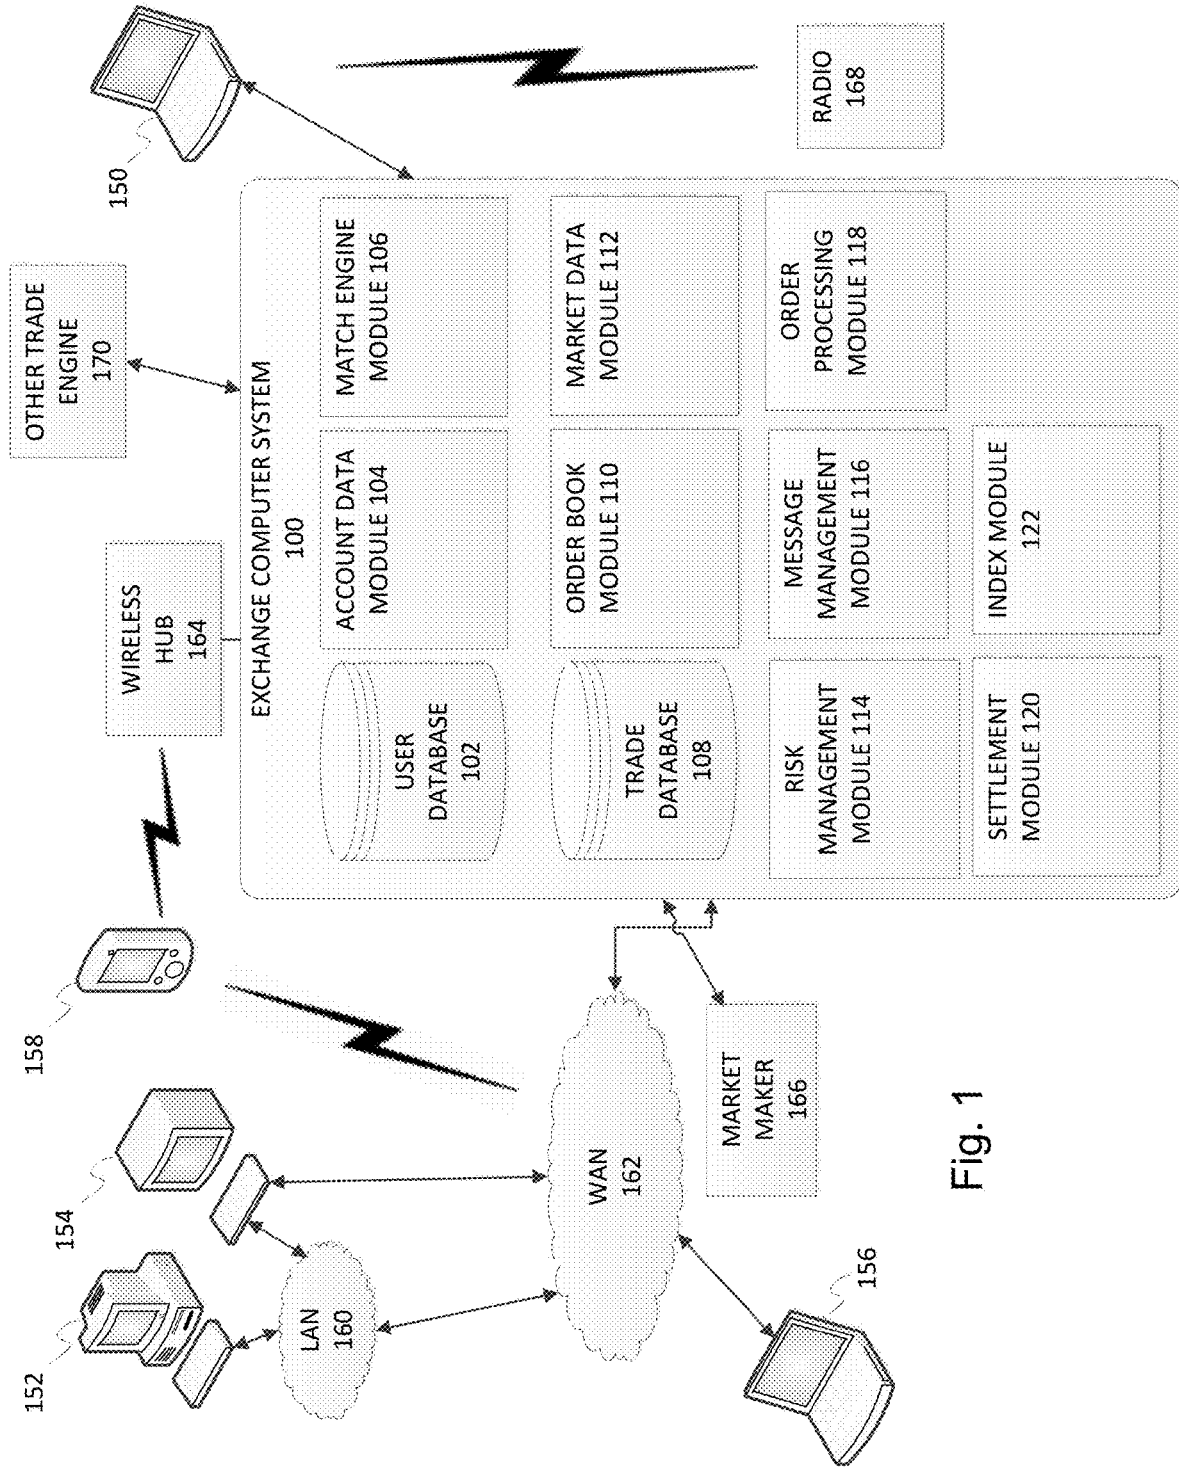 152
154
158
LAN
160
WAN
162
156
MARKET
MAKER
166
WIRELESS
HUB
164
OTHER TRADE
ENGINE
170
150
EXCHANGE COMPUTER SYSTEM
100
USER
DATABASE
102
ACCOUNT DATA
MODULE 104
MATCH ENGINE
MODULE 106
TRADE
DATABASE
108
ORDER BOOK
MODULE 110
MARKET DATA
MODULE 112
RISK
MANAGEMENT
MODULE 114
MESSAGE
MANAGEMENT
MODULE 116
ORDER
PROCESSING
MODULE 118
SETTLEMENT
MODULE 120
INDEX MODULE
122
RADIO
168
Fig. 1